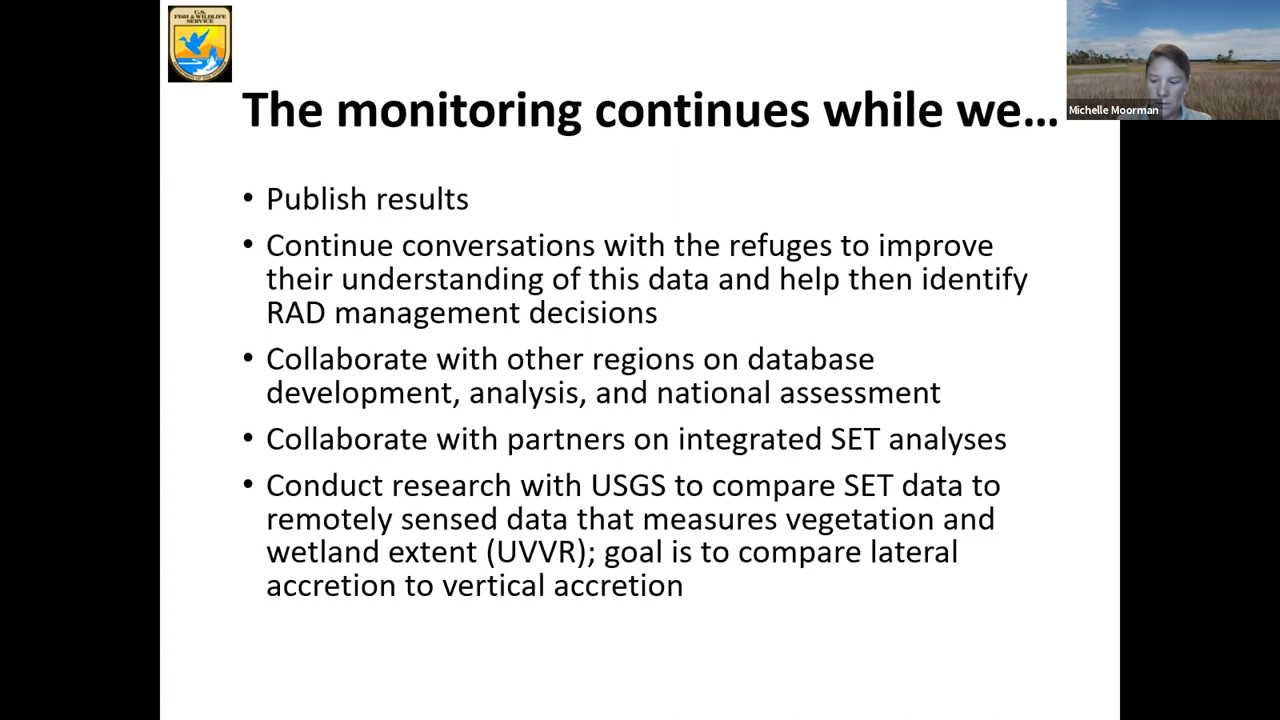 U.S.
FISH & WILDLIFE
SERVICE
The monitoring continues while we…
Michelle Moorman
• Publish results
• Continue conversations with the refuges to improve
their understanding of this data and help then identify
RAD management decisions
• Collaborate with other regions on database
development, analysis, and national assessment
• Collaborate with partners on integrated SET analyses
• Conduct research with USGS to compare SET data to
remotely sensed data that measures vegetation and
wetland extent (UVVR); goal is to compare lateral
accretion to vertical accretion